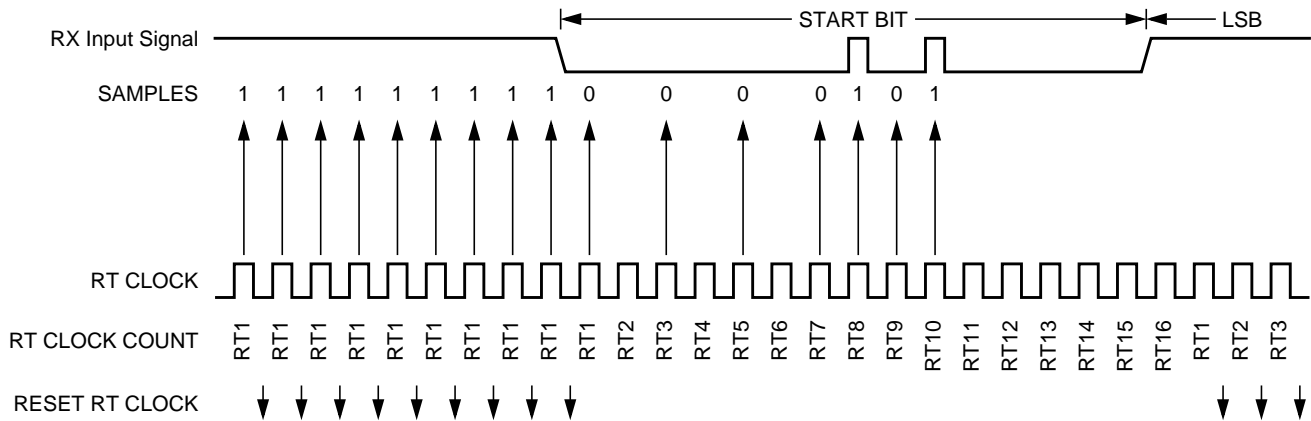 START BIT LSB
RX Input Signal
SAMPLES 1 1 1 1 1 1 1 1 1 0 0 0 0 1 0 1
RT CLOCK
RT CLOCK COUNT RT1 RT1 RT1 RT1 RT1 RT1 RT1 RT1 RT1 RT1 RT2 RT3 RT4 RT5 RT6 RT7 RT8 RT9 RT10 RT11 RT12 RT13 RT14 RT15 RT16 RT1 RT2 RT3
RESET RT CLOCK